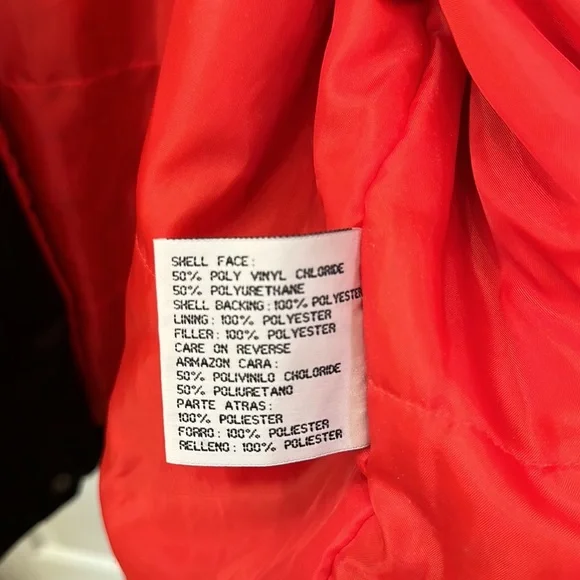 SHELL FACE:
50% POLY VINYL CHLORIDE
50% POLYURETHANE
SHELL BACKING: 100% POLYESTER
LINING: 100% POLYESTER
FILLER: 100% POLYESTER
CARE ON REVERSE
ARMAZON CARA:
50% POLIVINILO CHOLORIDE
50% POLIURETANO
PARTE ATRAS:
100% POLIESTER
FORRO: 100% POLIESTER
RELLENO: 100% POLIESTER